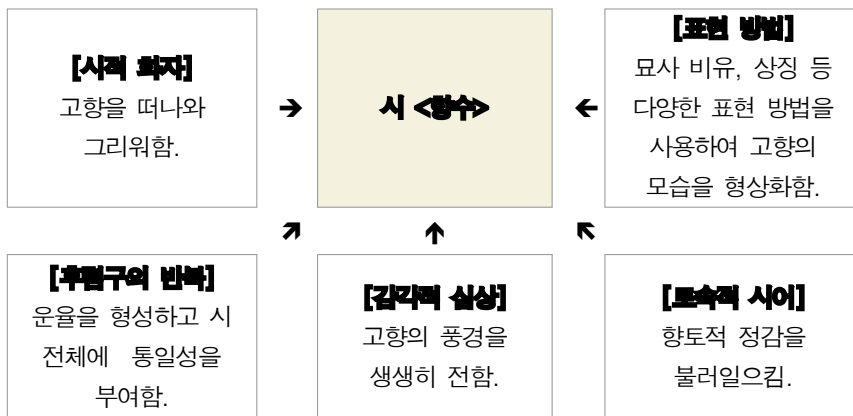 [시적 화자]
고향을 떠나와
그리워함.
→
시 <향수>
←
[표현 방법]
묘사 비유, 상징 등
다양한 표현 방법을
사용하여 고향의
모습을 형상화함.
[후렴구의 반복]
운율을 형성하고 시
전체에 통일성을
부여함.
[감각적 심상]
고향의 풍경을
생생히 전함.
[토속적 시어]
향토적 정감을
불러일으킴.